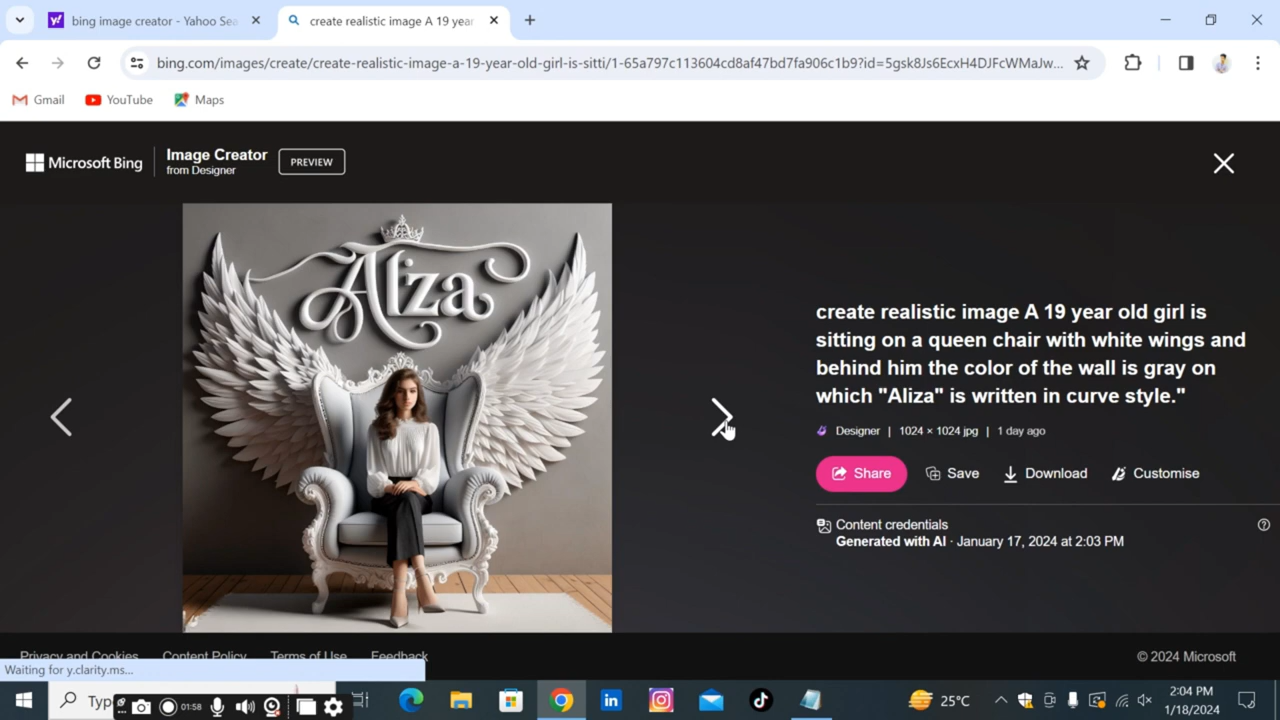 bing image creator - Yahoo Sea
create realistic image A 19 year
bing.com/images/create/create-realistic-image-a-19-year-old-girl-is-sitti/1-65a797c113604cd8af47bd7fa906c1b9?id=5gsk8Js6EcxH4DJFcWMaJw...
Gmail YouTube Maps
Microsoft Bing
Image Creator
from Designer
PREVIEW
Aliza
create realistic image A 19 year old girl is
sitting on a queen chair with white wings and
behind him the color of the wall is gray on
which "Aliza" is written in curve style."
Designer | 1024 × 1024 jpg | 1 day ago
Share Save Download Customise
Content credentials
Generated with AI · January 17, 2024 at 2:03 PM
Privacy and Cookies Content Policy Terms of Use Feedback
© 2024 Microsoft
Waiting for y.clarity.ms...
Typ
01:58
25°C
2:04 PM
1/18/2024